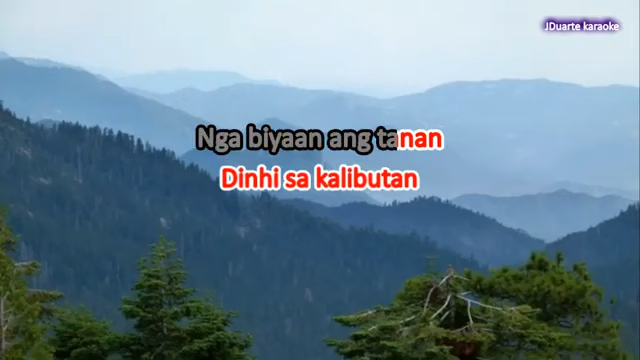 JDuarte karaoke
Nga biyaan ang tanan
Dinhi sa kalibutan